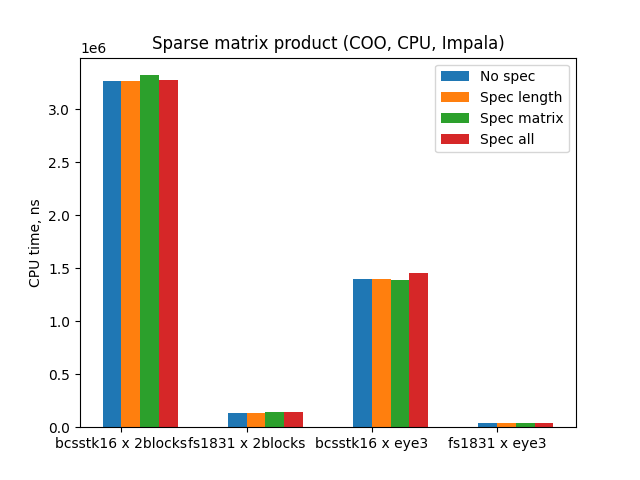 Sparse matrix product (COO, CPU, Impala)
1e6
No spec
Spec length
Spec matrix
Spec all
CPU time, ns
3.0
2.5
2.0
1.5
1.0
0.5
0.0
bcsstk16 x 2blocks
fs1831 x 2blocks
bcsstk16 x eye3
fs1831 x eye3